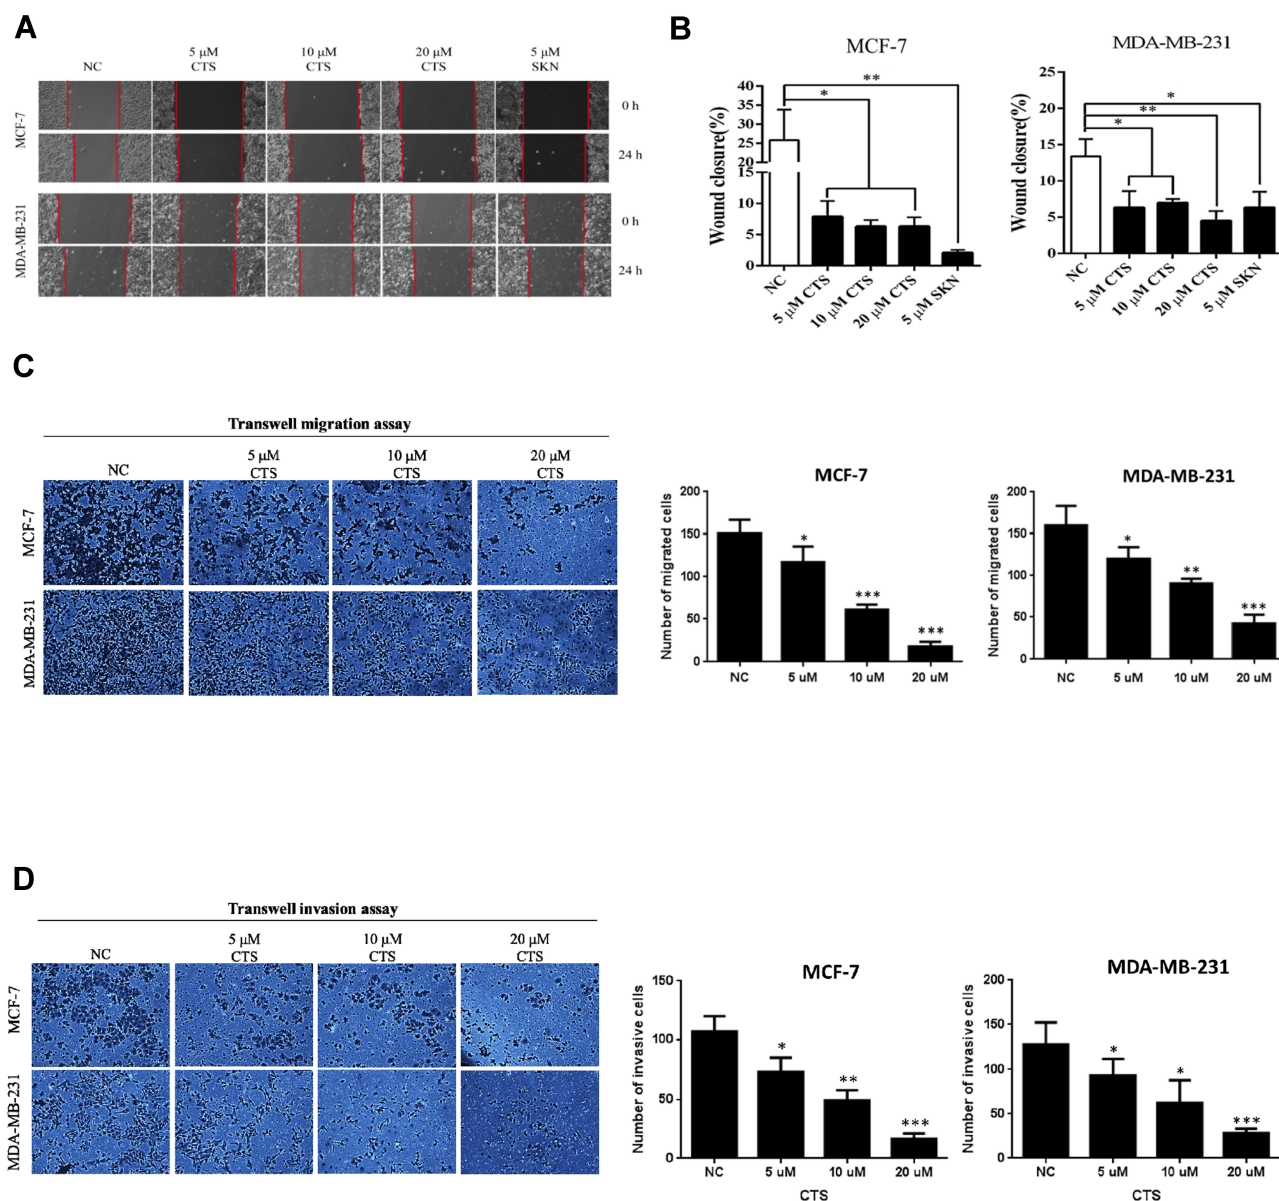 A
NC
5 μM
CTS
10 μM
CTS
20 μM
CTS
5 μM
SKN
MCF-7
0 h
24 h
MDA-MB-231
0 h
24 h
B
MCF-7
Wound closure(%)
40
35
30
25
20
15
10
5
0
*
**
NC
5 μM CTS
10 μM CTS
20 μM CTS
5 μM SKN
MDA-MB-231
Wound closure(%)
25
20
15
10
5
0
*
**
*
NC
5 μM CTS
10 μM CTS
20 μM CTS
5 μM SKN
C
Transwell migration assay
NC
5 μM
CTS
10 μM
CTS
20 μM
CTS
MCF-7
MDA-MB-231
MCF-7
Number of migrated cells
200
150
100
50
0
*
***
***
NC
5 uM
10 uM
20 uM
MDA-MB-231
Number of migrated cells
200
150
100
50
0
*
**
***
NC
5 uM
10 uM
20 uM
D
Transwell invasion assay
NC
5 μM
CTS
10 μM
CTS
20 μM
CTS
MCF-7
MDA-MB-231
MCF-7
Number of invasive cells
150
100
50
0
*
**
***
NC
5 uM
10 uM
20 uM
CTS
MDA-MB-231
Number of invasive cells
200
150
100
50
0
*
*
***
NC
5 uM
10 uM
20 uM
CTS